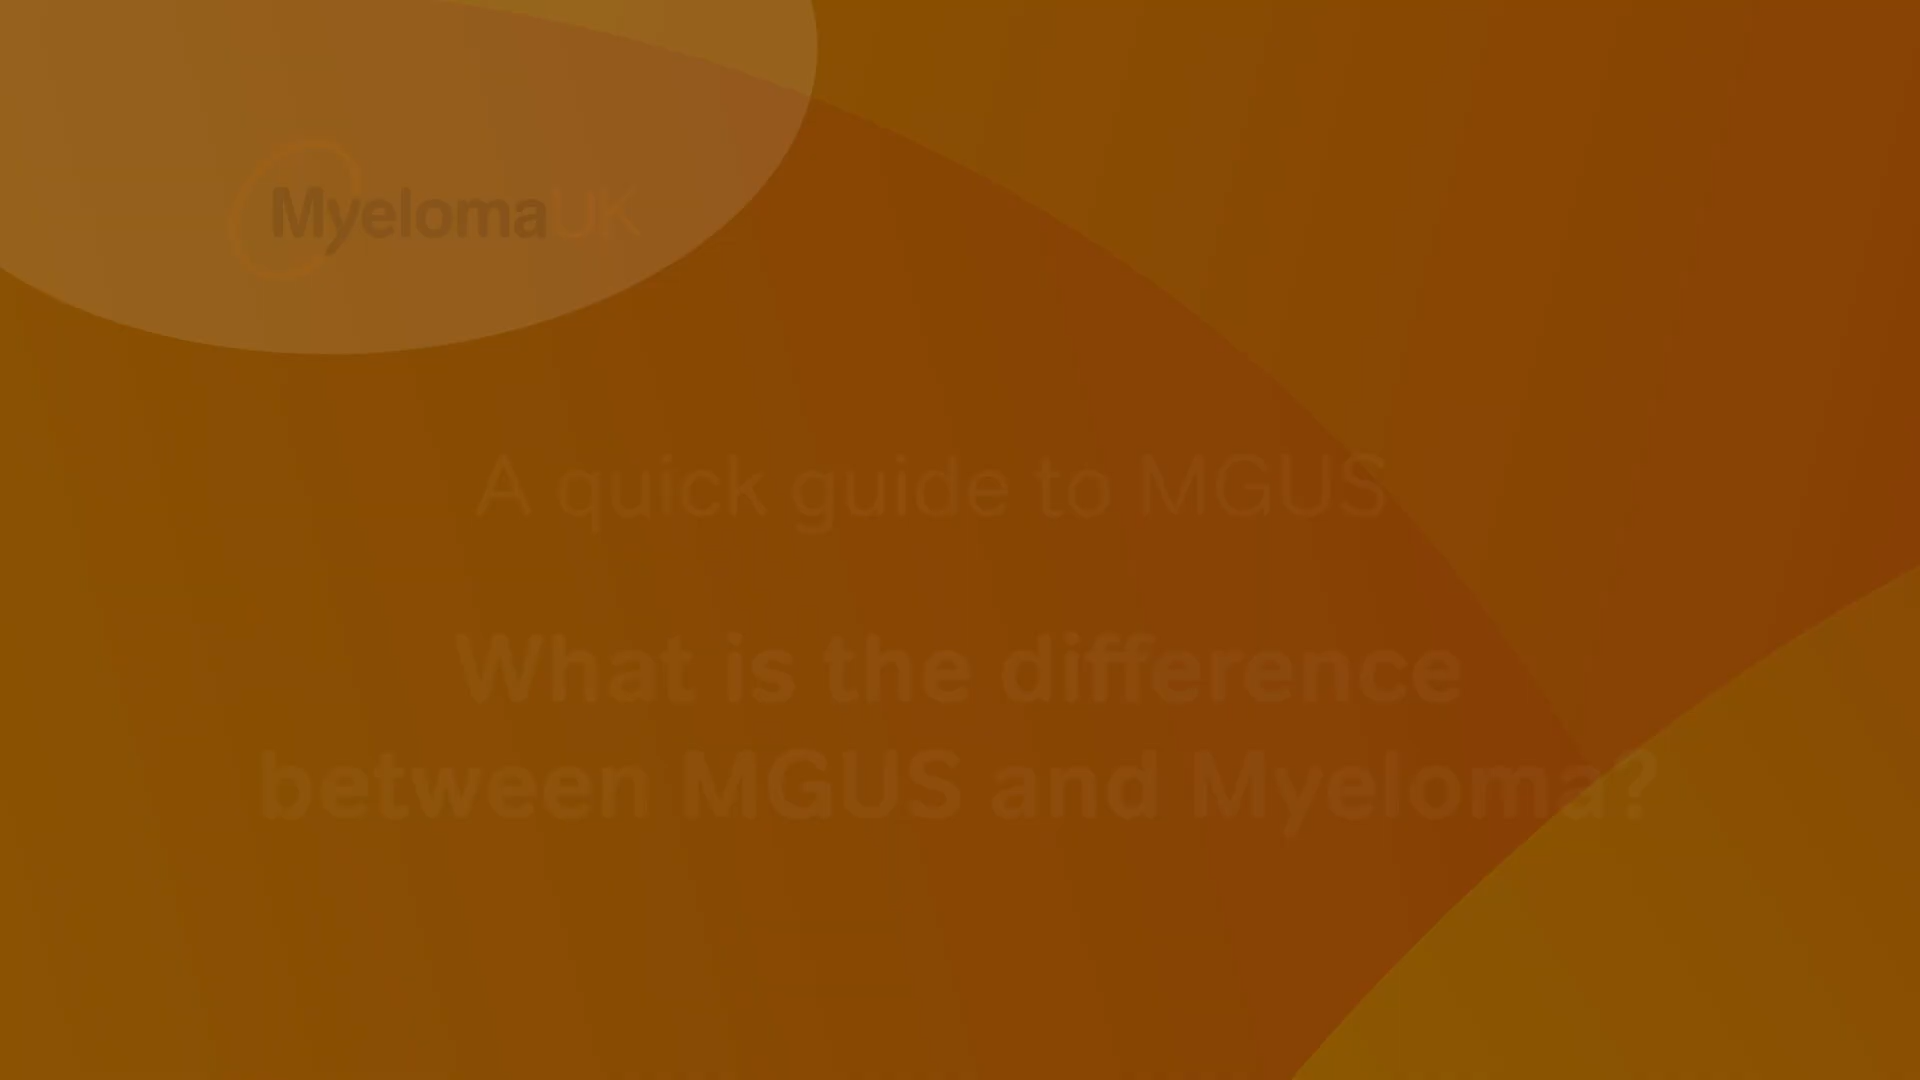 MyelomaUK
A quick guide to MGUS
What is the difference
between MGUS and Myeloma?